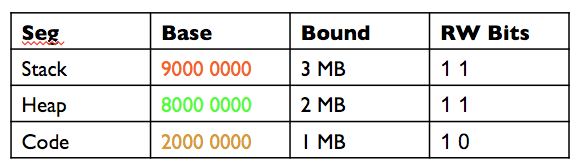 Seg Base Bound RW Bits
Stack 9000 0000 3 MB 1 1
Heap 8000 0000 2 MB 1 1
Code 2000 0000 1 MB 1 0